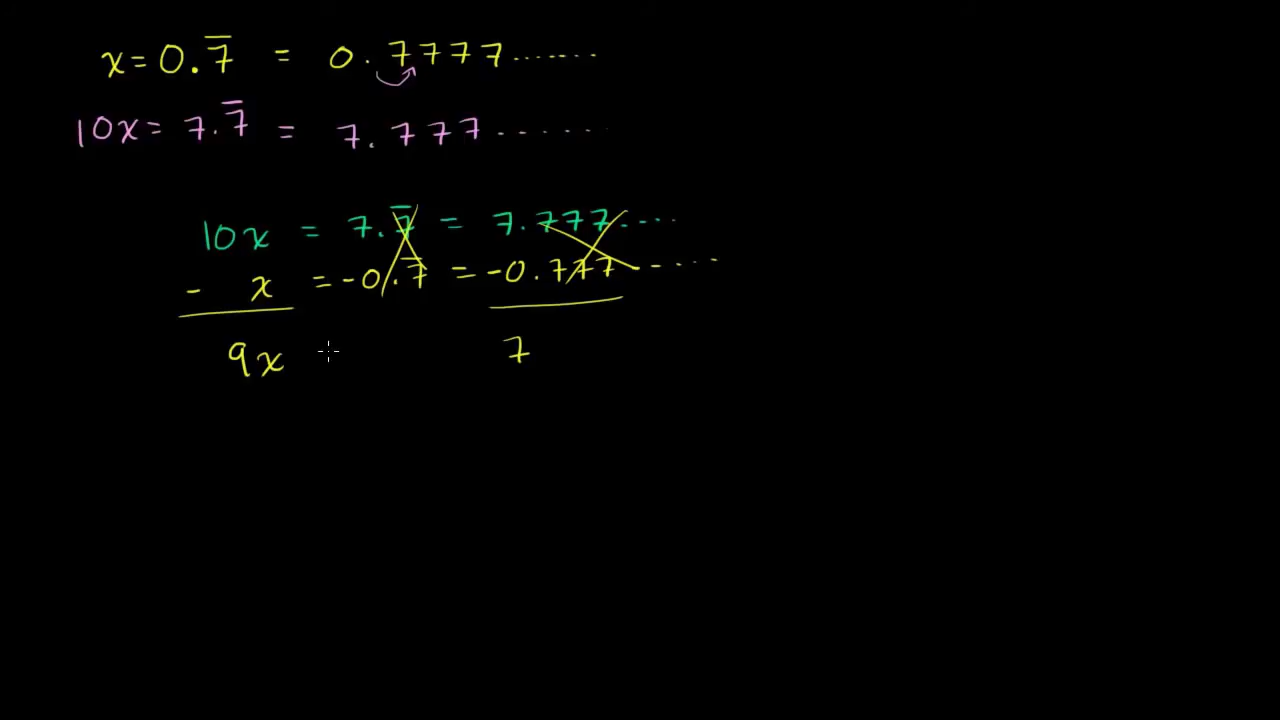 x = 0.7̅ = 0.7777.......
10x = 7.7̅ = 7.777......
10x = 7.7̅ = 7.777....
- x = -0.7̅ = -0.777-....
9x 7